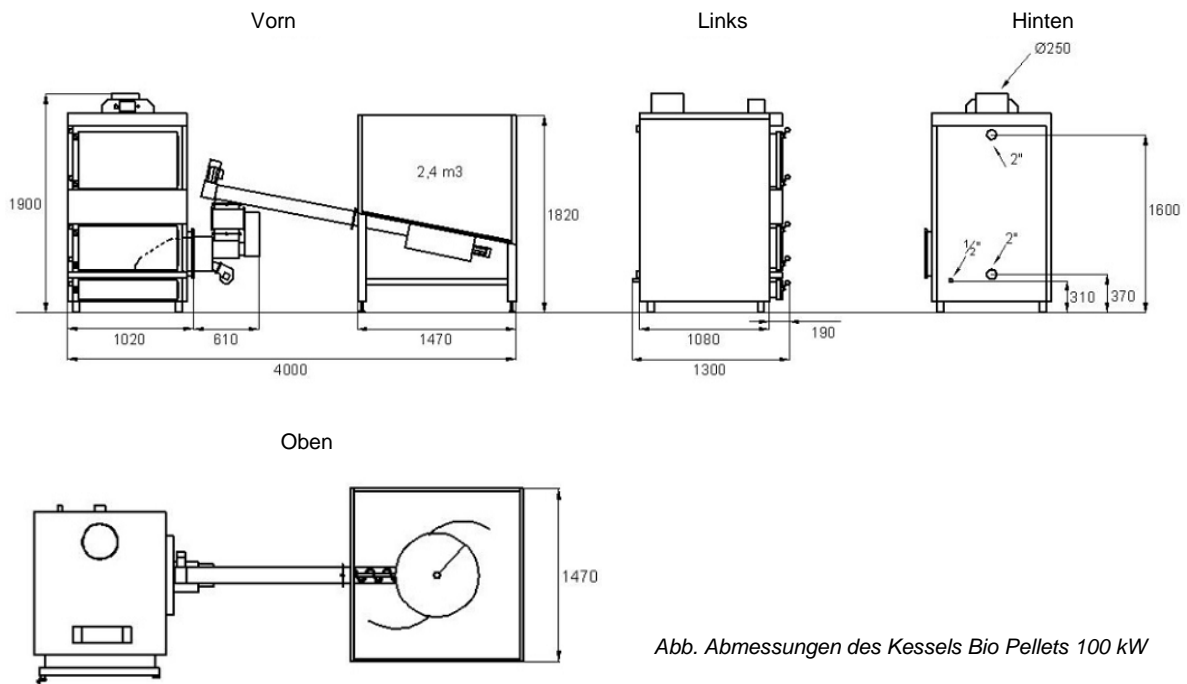 Vorn
Links
Hinten
Ø250
1900
2,4 m3
1820
2"
1600
½"
2"
310
370
1020
610
1470
4000
1080
190
1300
Oben
1470
Abb. Abmessungen des Kessels Bio Pellets 100 kW